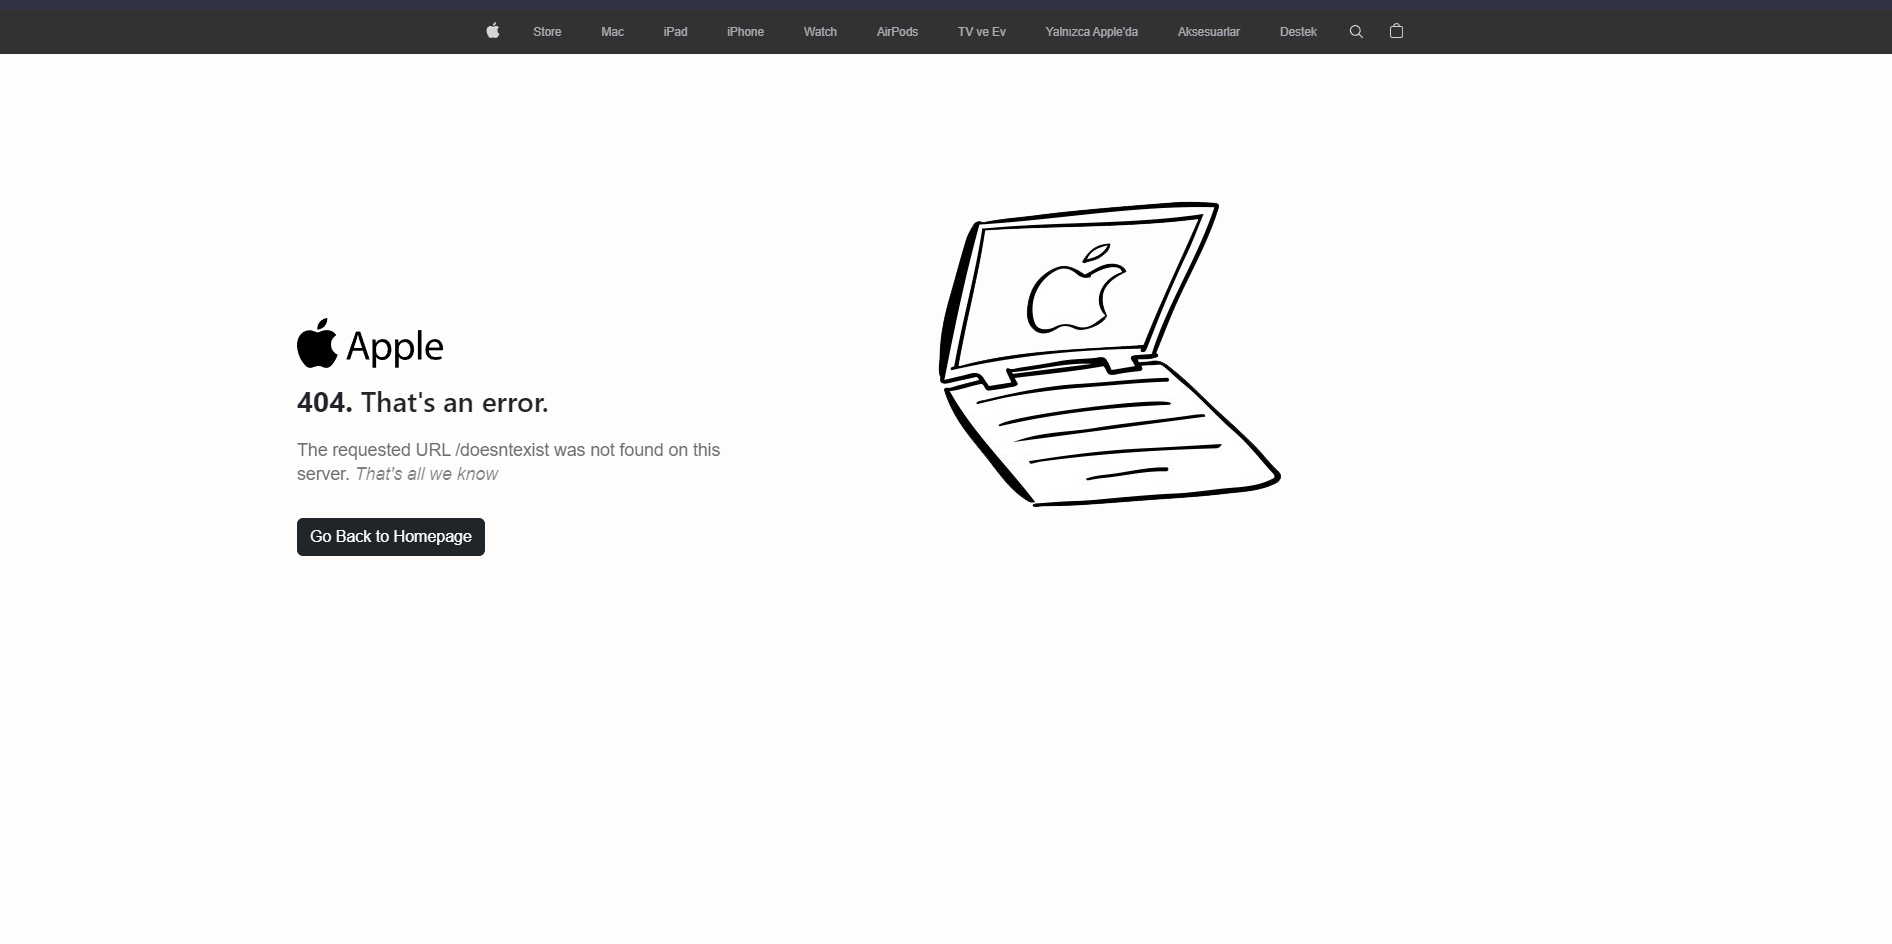 Store Mac iPad iPhone Watch AirPods TV ve Ev Yalnızca Apple'da Aksesuarlar Destek
Apple
404. That's an error.
The requested URL /doesntexist was not found on this
server. That's all we know
Go Back to Homepage